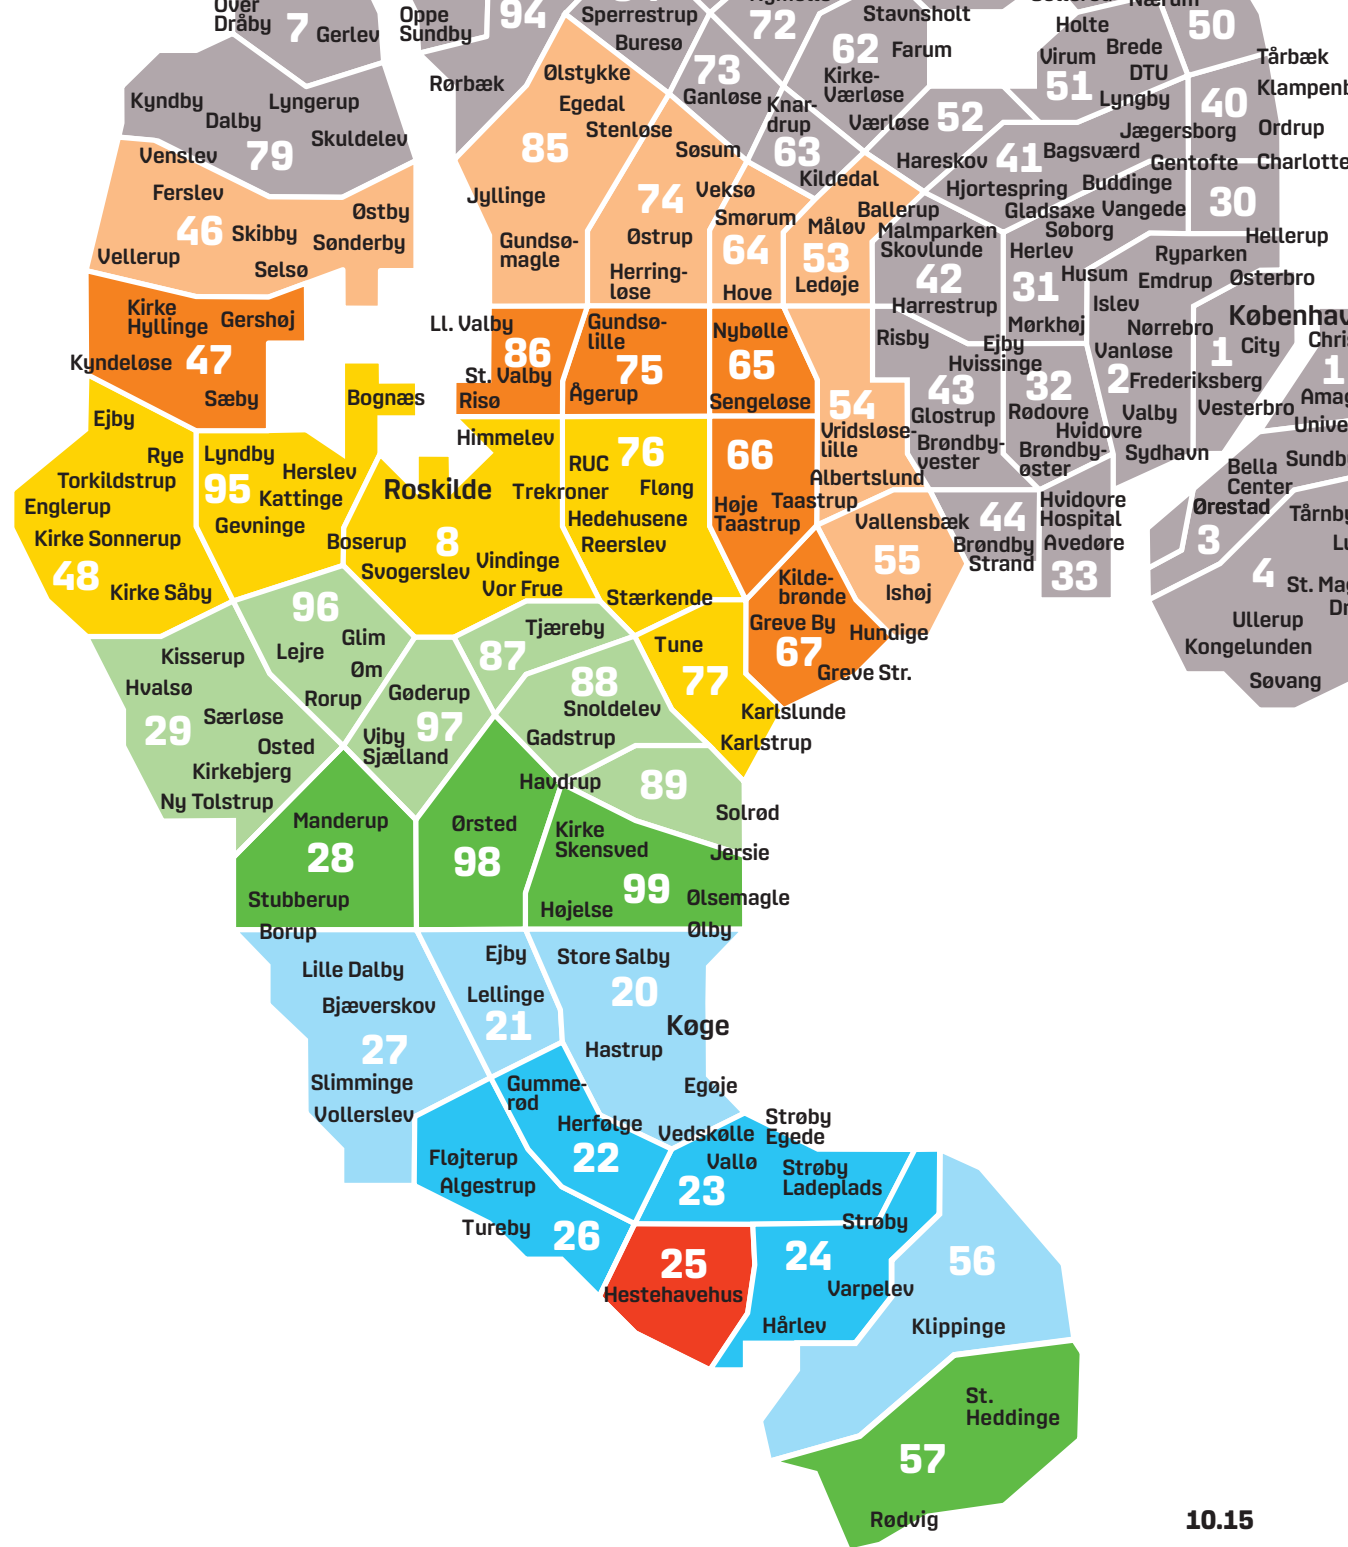 Over
Dråby
7
Gerlev
Oppe
Sundby
94
Sperrestrup
Buresø
72
Stavnsholt
62
Farum
Kirke-
Værløse
Holte
Virum
Brede
DTU
51
Lyngby
50
Tårbæk
Rørbæk
Ølstykke
Egedal
Stenløse
85
73
Ganløse
Knar-
drup
63
Kildedal
Værløse
52
Hareskov
41
Bagsværd
Jægersborg
40
Ordrup
Gentofte
Kyndby
Lyngerup
Dalby
Skuldelev
79
Venslev
Ferslev
46
Skibby
Østby
Sønderby
Vellerup
Selsø
Jyllinge
Gundsø-
magle
Søsum
74
Veksø
Smørum
Østrup
64
Herring-
løse
Hove
Måløv
53
Ledøje
Ballerup
Malmparken
Skovlunde
42
Harrestrup
Hjortespring
Buddinge
Gladsaxe
Vangede
Søborg
30
Hellerup
Herlev
31
Husum
Ryparken
Emdrup
Østerbro
Islev
Mørkhøj
Nørrebro
1
City
Kirke
Hyllinge
Gershøj
Kyndeløse
47
Sæby
Ll. Valby
86
St. Valby
Risø
Gundsø-
lille
75
Ågerup
Nybølle
65
Sengeløse
54
Vridsløse-
lille
Albertslund
Risby
Ejby
Hvissinge
43
Glostrup
Brøndby-
vester
32
Rødovre
Hvidovre
Brøndby-
øster
Vanløse
2
Frederiksberg
Valby
Vesterbro
Sydhavn
1
Bella
Center
Ørestad
3
4
Ullerup
Kongelunden
Søvang
Bognæs
Ejby
Rye
Torkildstrup
Englerup
Kirke Sonnerup
48
Kirke Såby
Lyndby
Herslev
95
Kattinge
Gevninge
Himmelev
Roskilde
Trekroner
Boserup
8
Svogerslev
Vindinge
Vor Frue
RUC
76
Fløng
Hedehusene
Reerslev
Stærkende
66
Høje
Taastrup
Taastrup
Vallensbæk
55
Ishøj
44
Brøndby
Strand
Hvidovre
Hospital
Avedøre
33
Kilde-
brønde
Greve By
67
Hundige
Greve Str.
Tune
77
Karlslunde
Karlstrup
96
Glim
Lejre
Øm
Rorup
Kisserup
Hvalsø
29
Særløse
Osted
Kirkebjerg
Ny Tolstrup
Tjæreby
87
Gøderup
97
Viby
Sjælland
88
Snoldelev
Gadstrup
Havdrup
89
Solrød
Jersie
Manderup
28
Stubberup
Borup
Ørsted
98
Kirke
Skensved
99
Højelse
Ølsemagle
Ølby
Lille Dalby
Bjæverskov
27
Slimminge
Vollerslev
Ejby
Lellinge
21
Store Salby
20
Køge
Hastrup
Egøje
Gumme-
rød
Herfølge
22
Vedskølle
Vallø
23
Strøby
Egede
Strøby
Ladeplads
Strøby
Fløjterup
Algestrup
Tureby
26
25
Hestehavehus
24
Varpelev
Hårlev
56
Klippinge
St.
Heddinge
57
Rødvig
10.15